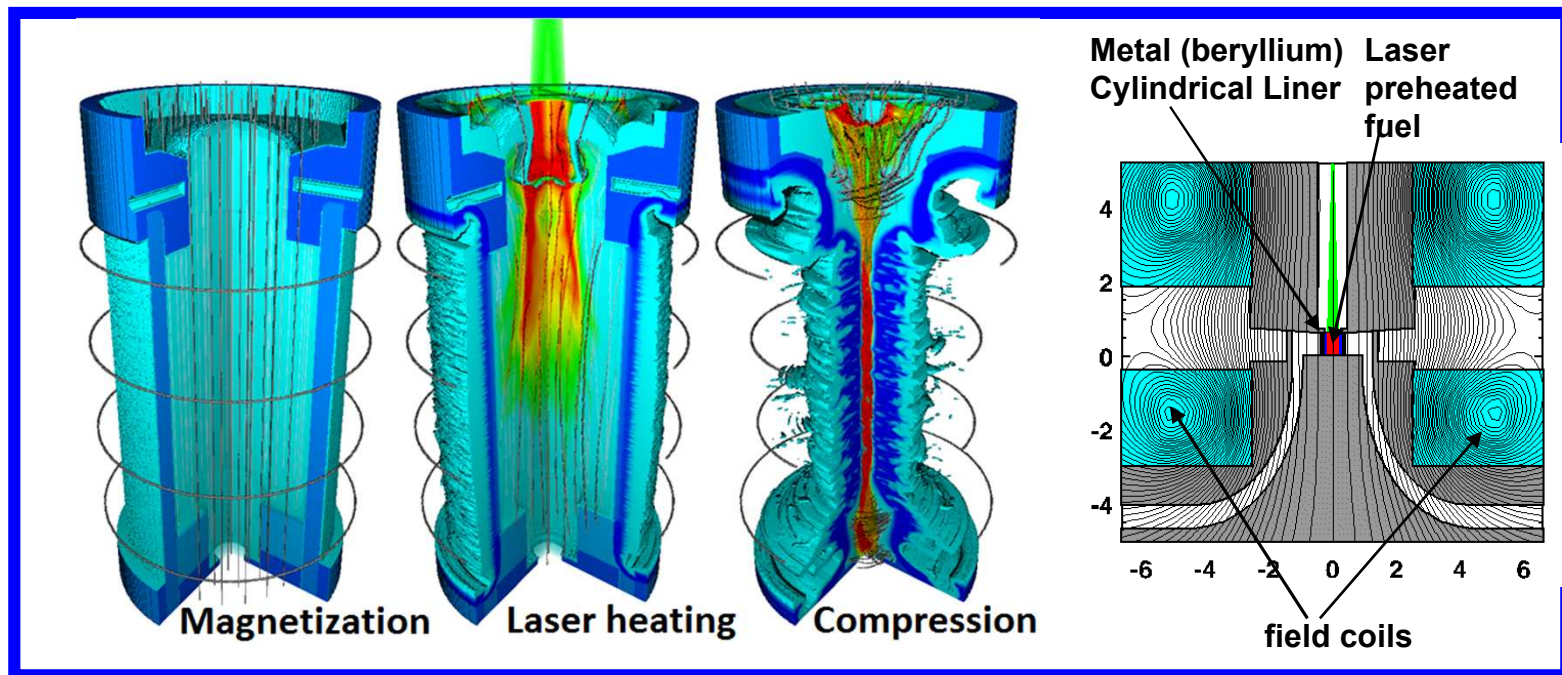 Magnetization
Laser heating
Compression
Metal (beryllium)
Cylindrical Liner
Laser
preheated
fuel
4
2
0
-2
-4
-6
-2
0
2
4
6
field coils